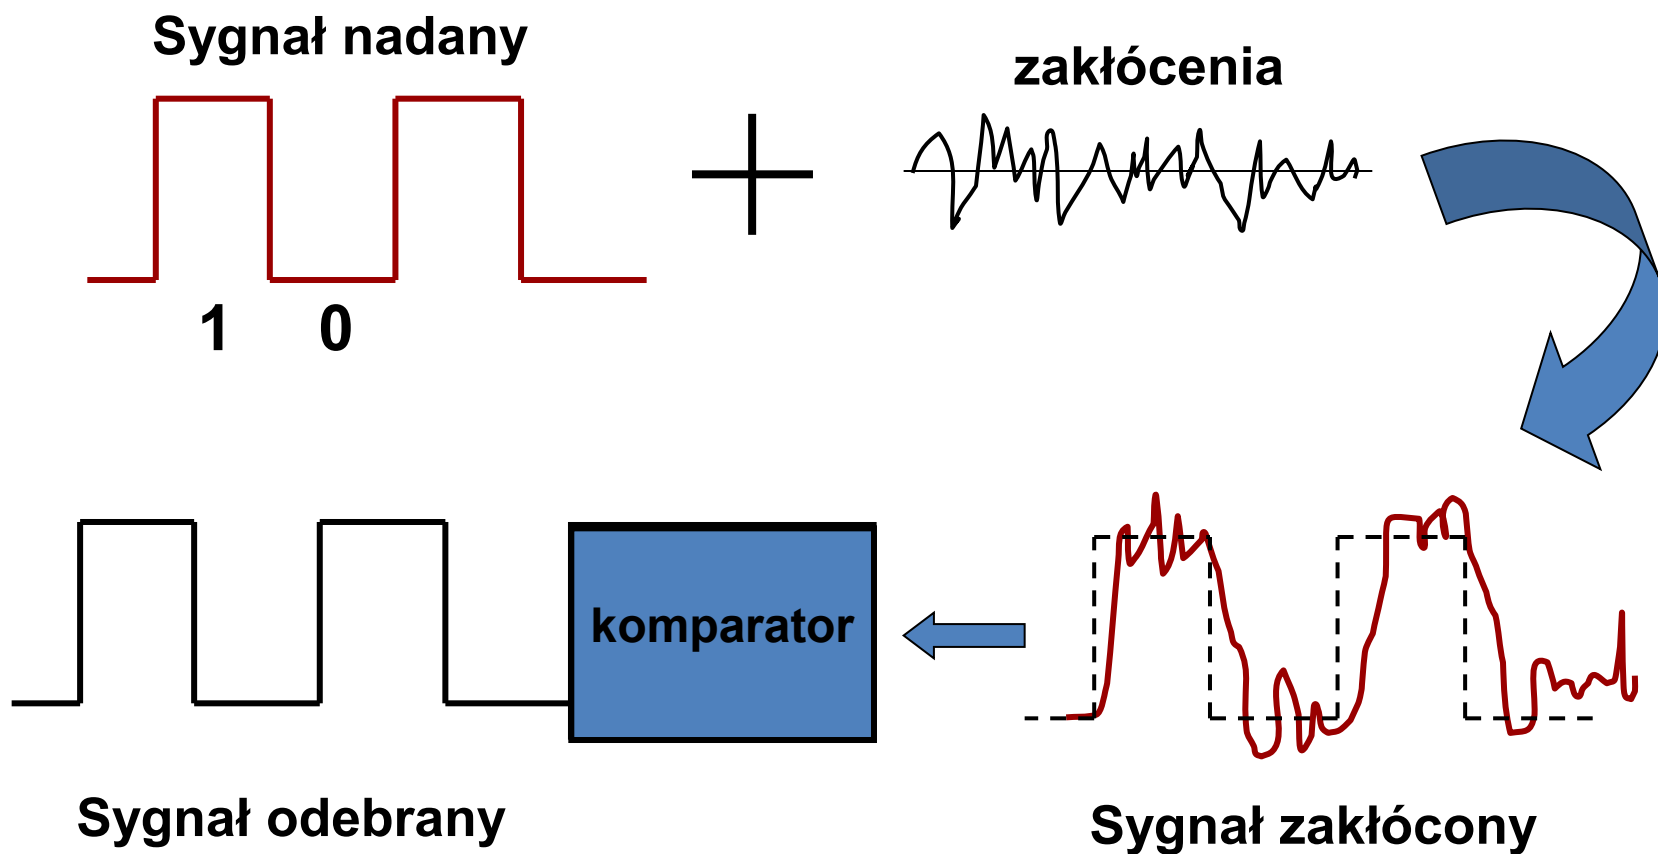 Sygnał nadany
zakłócenia
1 0
komparator
Sygnał odebrany
Sygnał zakłócony